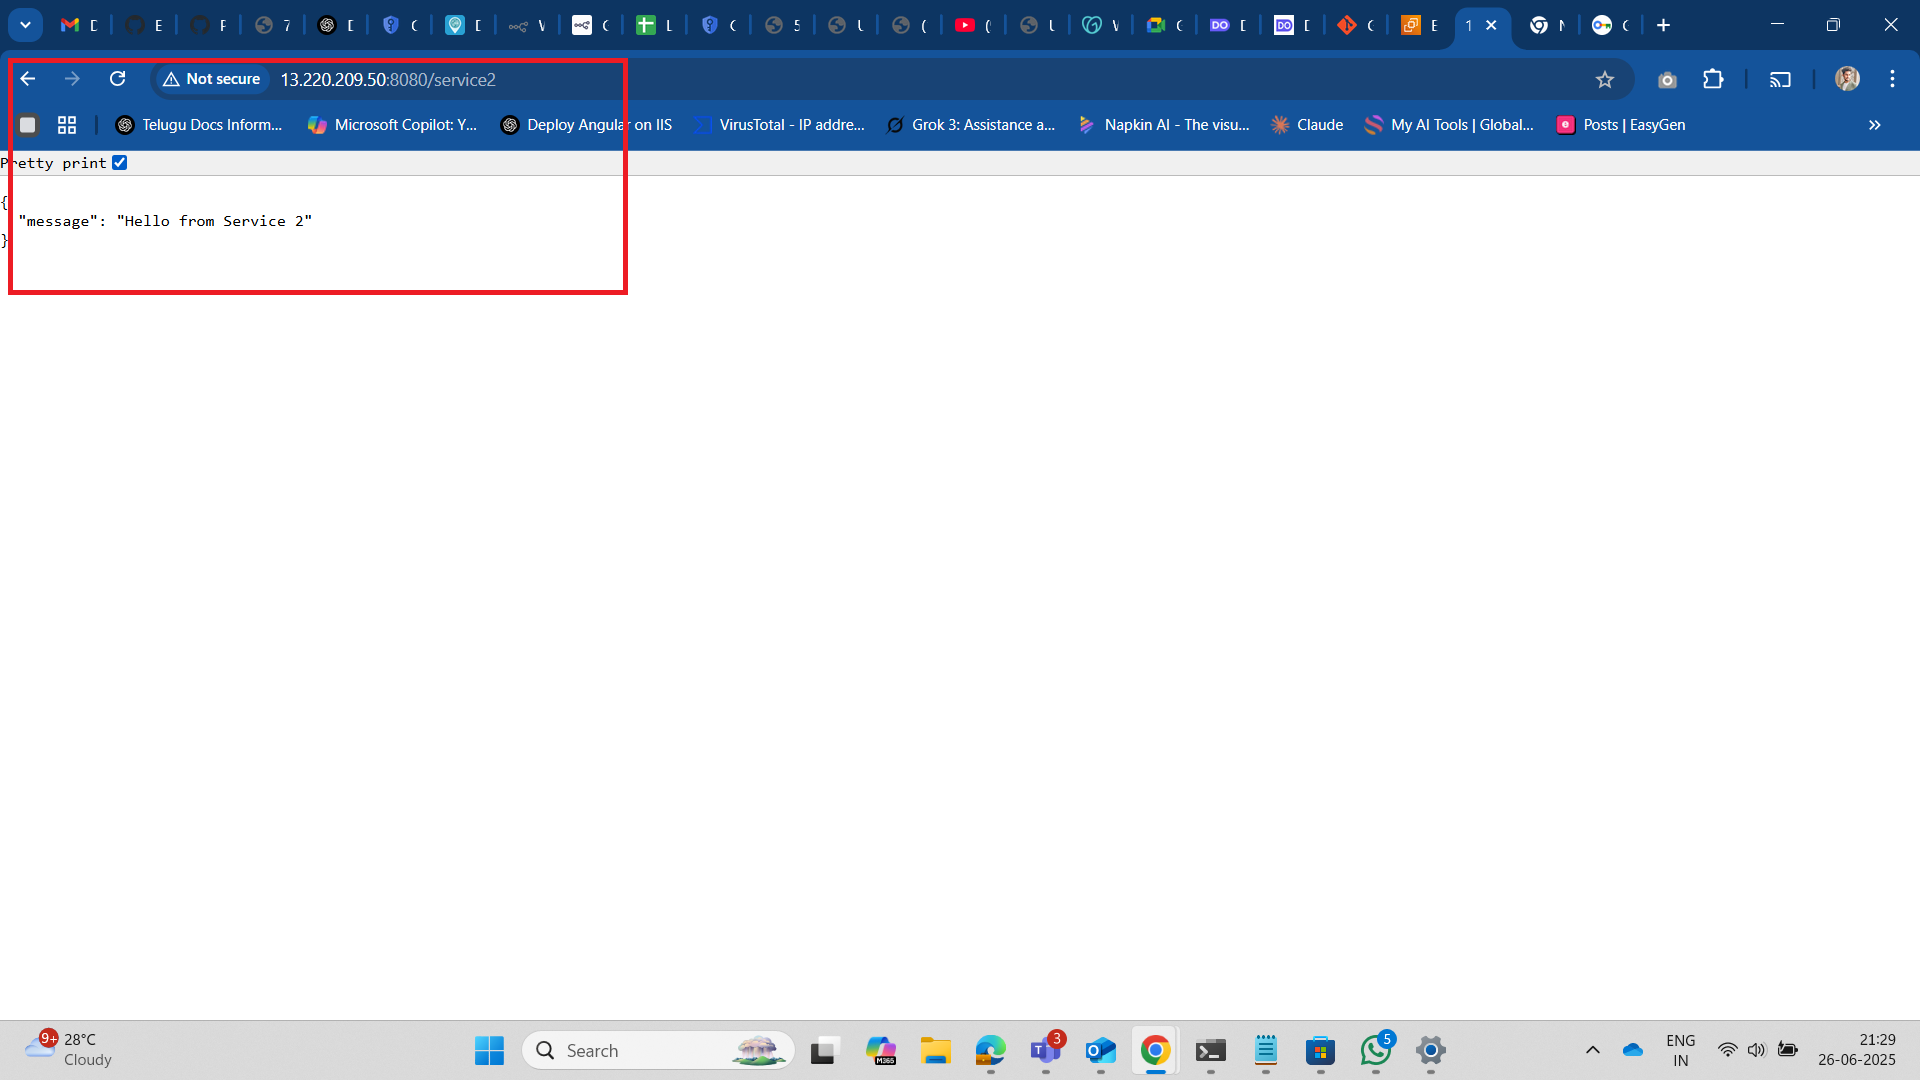 Not secure 13.220.209.50:8080/service2
Telugu Docs Inform... Microsoft Copilot: Y... Deploy Angular on IIS VirusTotal - IP addre... Grok 3: Assistance a... Napkin AI - The visu... Claude My AI Tools | Global... Posts | EasyGen
Pretty print
{
"message": "Hello from Service 2"
}
9+ 28°C
Cloudy
Search
M365
3
5
ENG
IN
21:29
26-06-2025